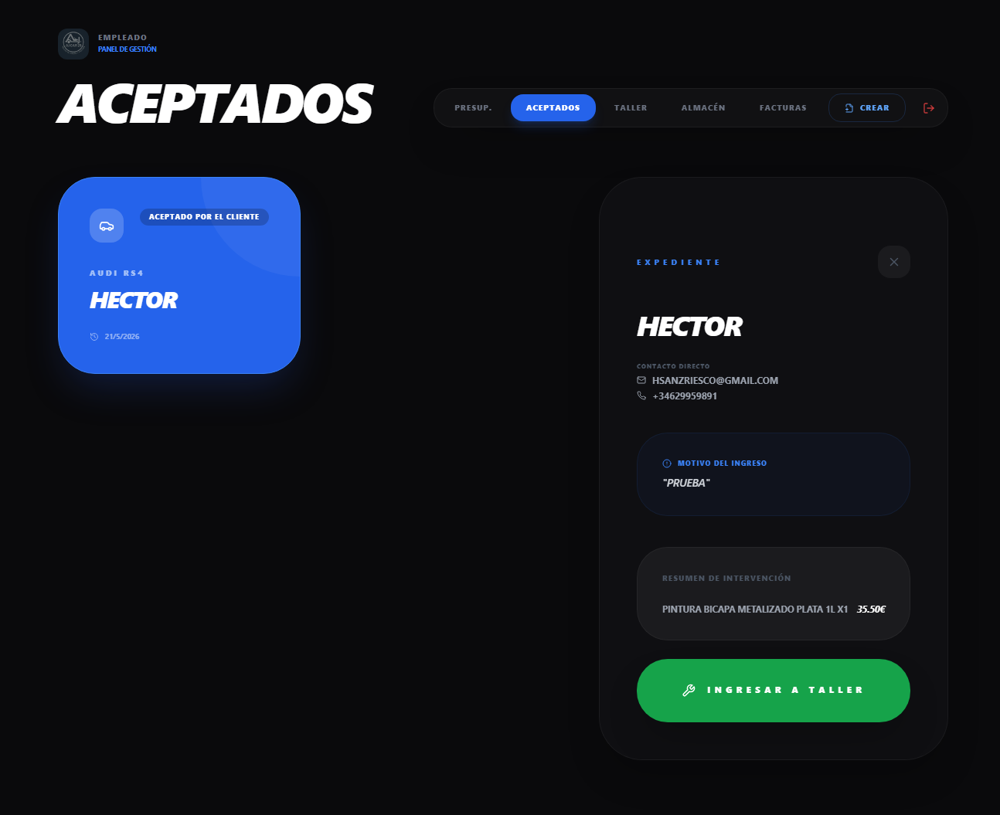 EMPLEADO
PANEL DE GESTIÓN
ACEPTADOS
PRESUP.
ACEPTADOS
TALLER
ALMACÉN
FACTURAS
CREAR
ACEPTADO POR EL CLIENTE
AUDI RS4
HECTOR
21/5/2026
EXPEDIENTE
HECTOR
CONTACTO DIRECTO
HSANZRIESCO@GMAIL.COM
+34629959891
MOTIVO DEL INGRESO
"PRUEBA"
RESUMEN DE INTERVENCIÓN
PINTURA BICAPA METALIZADO PLATA 1L X1 35.50€
INGRESAR A TALLER